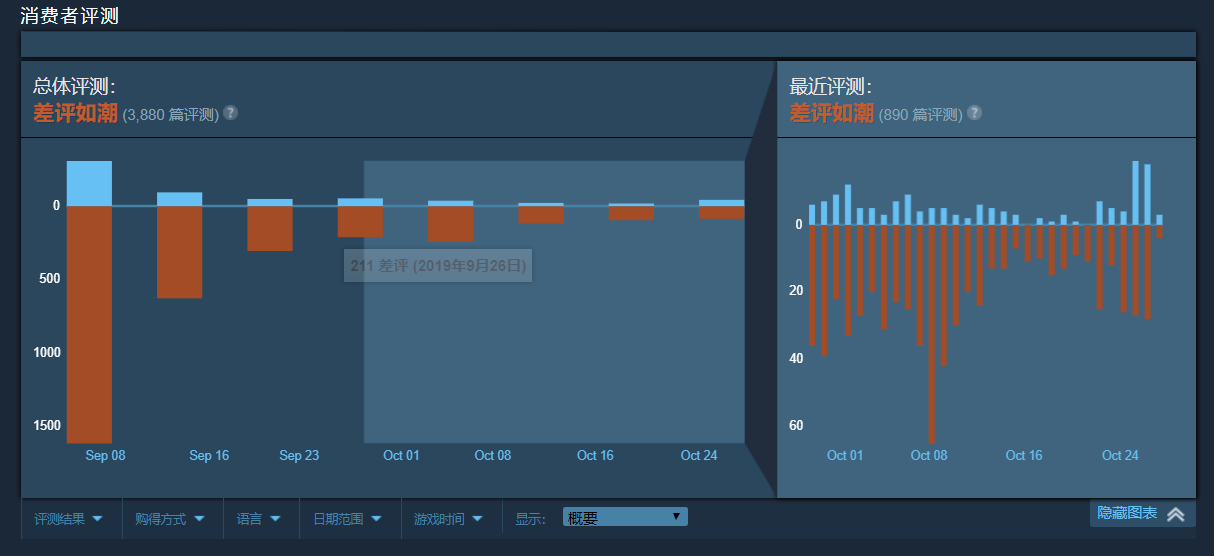 消费者评测
总体评测：
差评如潮 (3,880 篇评测) ?
最近评测：
差评如潮 (890 篇评测) ?
0
500
1000
1500
211 差评 (2019年9月26日)
Sep 08 Sep 16 Sep 23 Oct 01 Oct 08 Oct 16 Oct 24
0
20
40
60
Oct 01 Oct 08 Oct 16 Oct 24
评测结果 购得方式 语言 日期范围 游戏时间 显示： 概要
隐藏图表